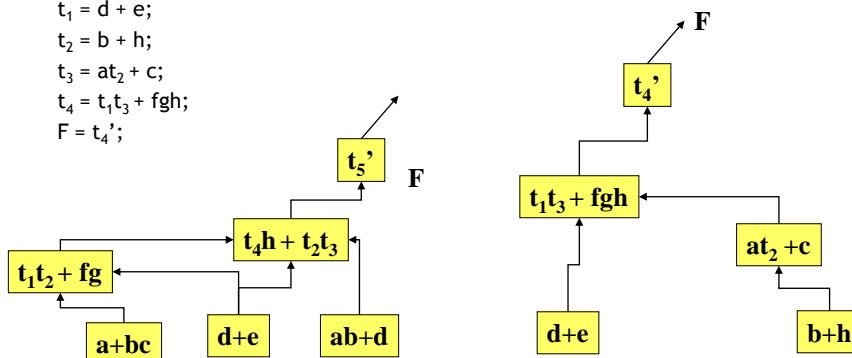 t₁ = d + e;
t₂ = b + h;
t₃ = at₂ + c;
t₄ = t₁t₃ + fgh;
F = t₄’;
t₅’
F
t₄h + t₂t₃
t₁t₂ + fg
a+bc
d+e
ab+d
F
t₄’
t₁t₃ + fgh
at₂ +c
d+e
b+h